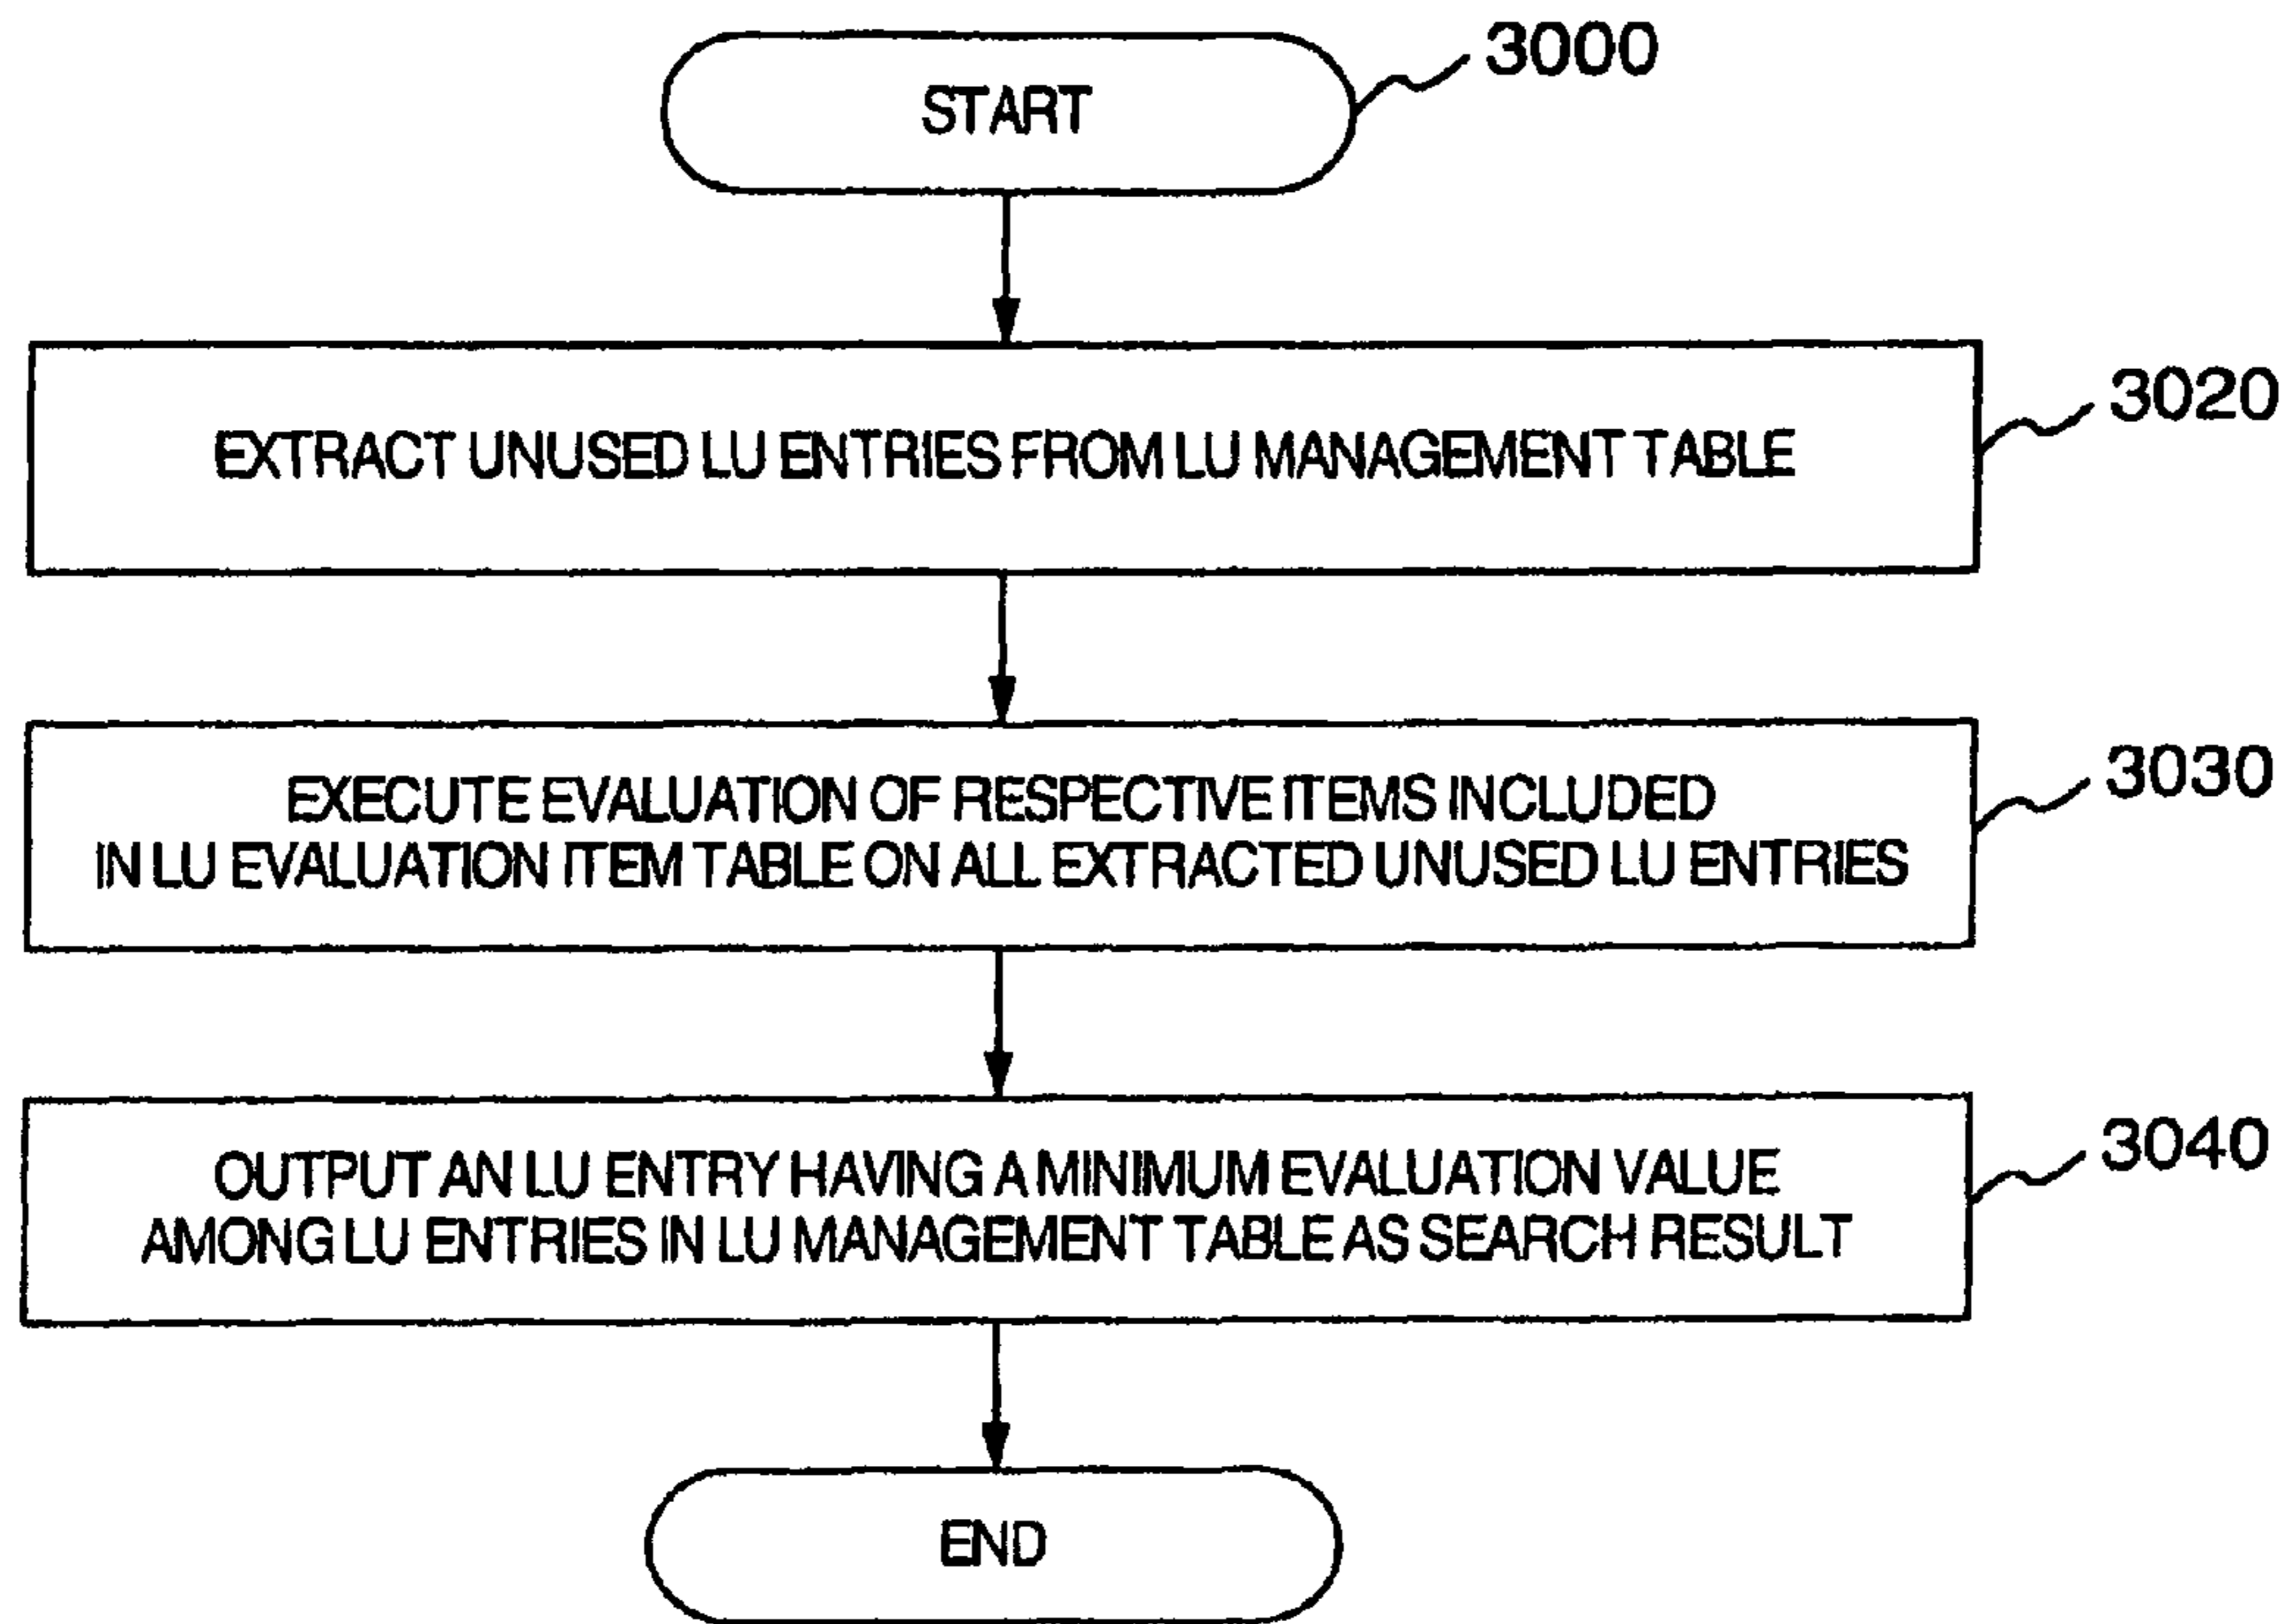 START
3000
EXTRACT UNUSED LU ENTRIES FROM LU MANAGEMENT TABLE
3020
EXECUTE EVALUATION OF RESPECTIVE ITEMS INCLUDED
IN LU EVALUATION ITEM TABLE ON ALL EXTRACTED UNUSED LU ENTRIES
3030
OUTPUT AN LU ENTRY HAVING A MINIMUM EVALUATION VALUE
AMONG LU ENTRIES IN LU MANAGEMENT TABLE AS SEARCH RESULT
3040
END